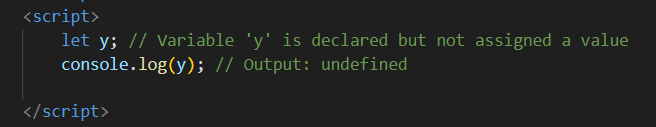 <script>
let y; // Variable 'y' is declared but not assigned a value
console.log(y); // Output: undefined
</script>